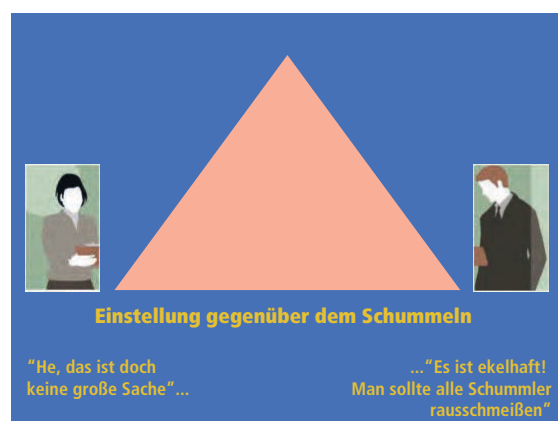 Einstellung gegenüber dem Schummeln
“He, das ist doch
keine große Sache”...
...“Es ist ekelhaft!
Man sollte alle Schummler
rausschmeißen”